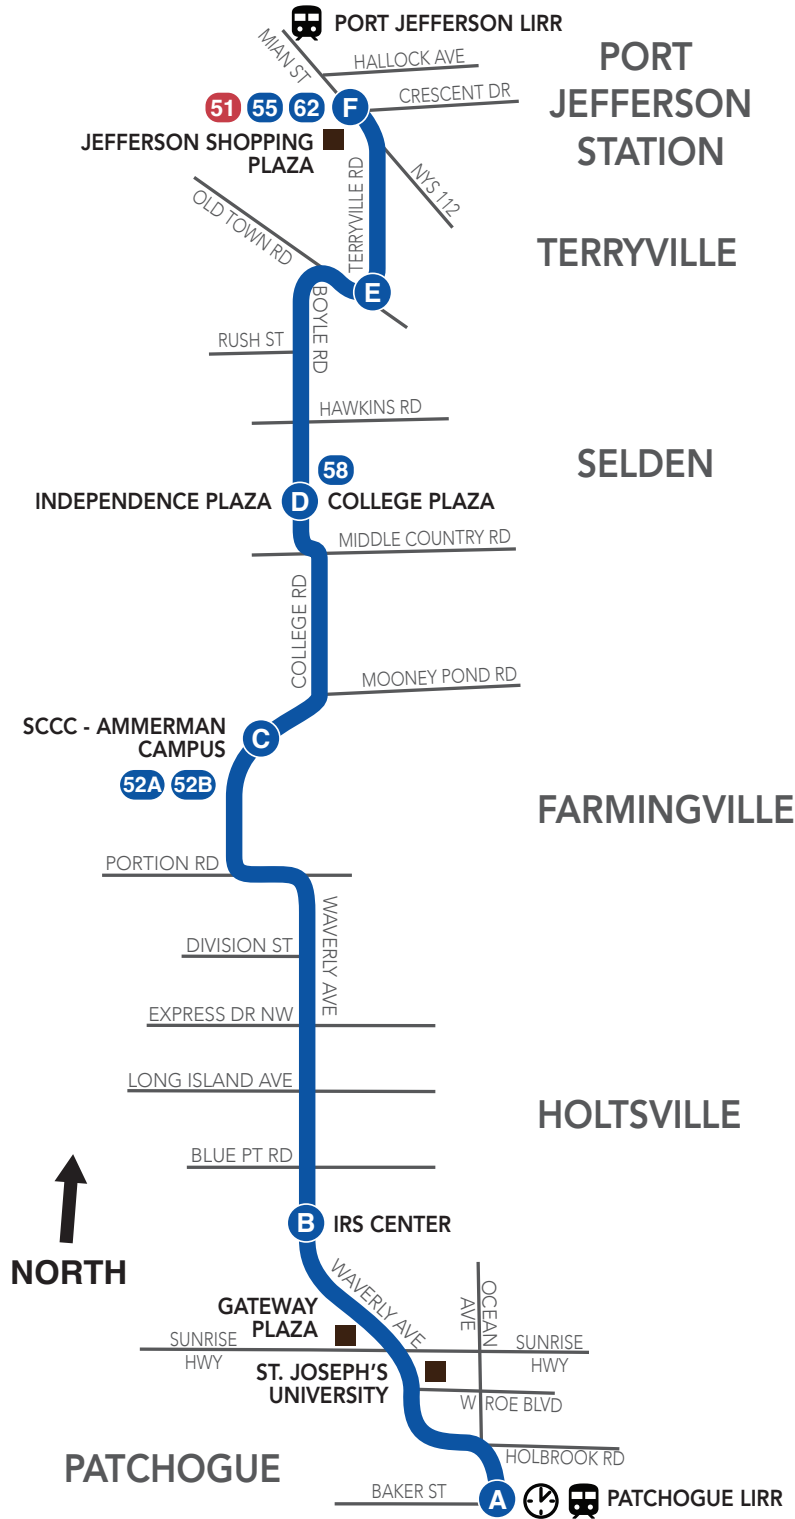 PORT JEFFERSON LIRR
MIAN ST
HALLOCK AVE
PORT
JEFFERSON
STATION
51 55 62 F
CRESCENT DR
JEFFERSON SHOPPING
PLAZA
TERRYVILLE RD
NYS 112
OLD TOWN RD
TERRYVILLE
E
BOYLE RD
RUSH ST
HAWKINS RD
SELDEN
58
INDEPENDENCE PLAZA D COLLEGE PLAZA
MIDDLE COUNTRY RD
COLLEGE RD
MOONEY POND RD
SCCC - AMMERMAN
CAMPUS
C
52A 52B
FARMINGVILLE
PORTION RD
WAVERLY AVE
DIVISION ST
EXPRESS DR NW
LONG ISLAND AVE
HOLTSVILLE
BLUE PT RD
B IRS CENTER
NORTH
WAVERLY AVE
OCEAN
AVE
GATEWAY
PLAZA
SUNRISE
HWY
SUNRISE
HWY
ST. JOSEPH'S
UNIVERSITY
W ROE BLVD
HOLBROOK RD
PATCHOGUE
BAKER ST
A PATCHOGUE LIRR